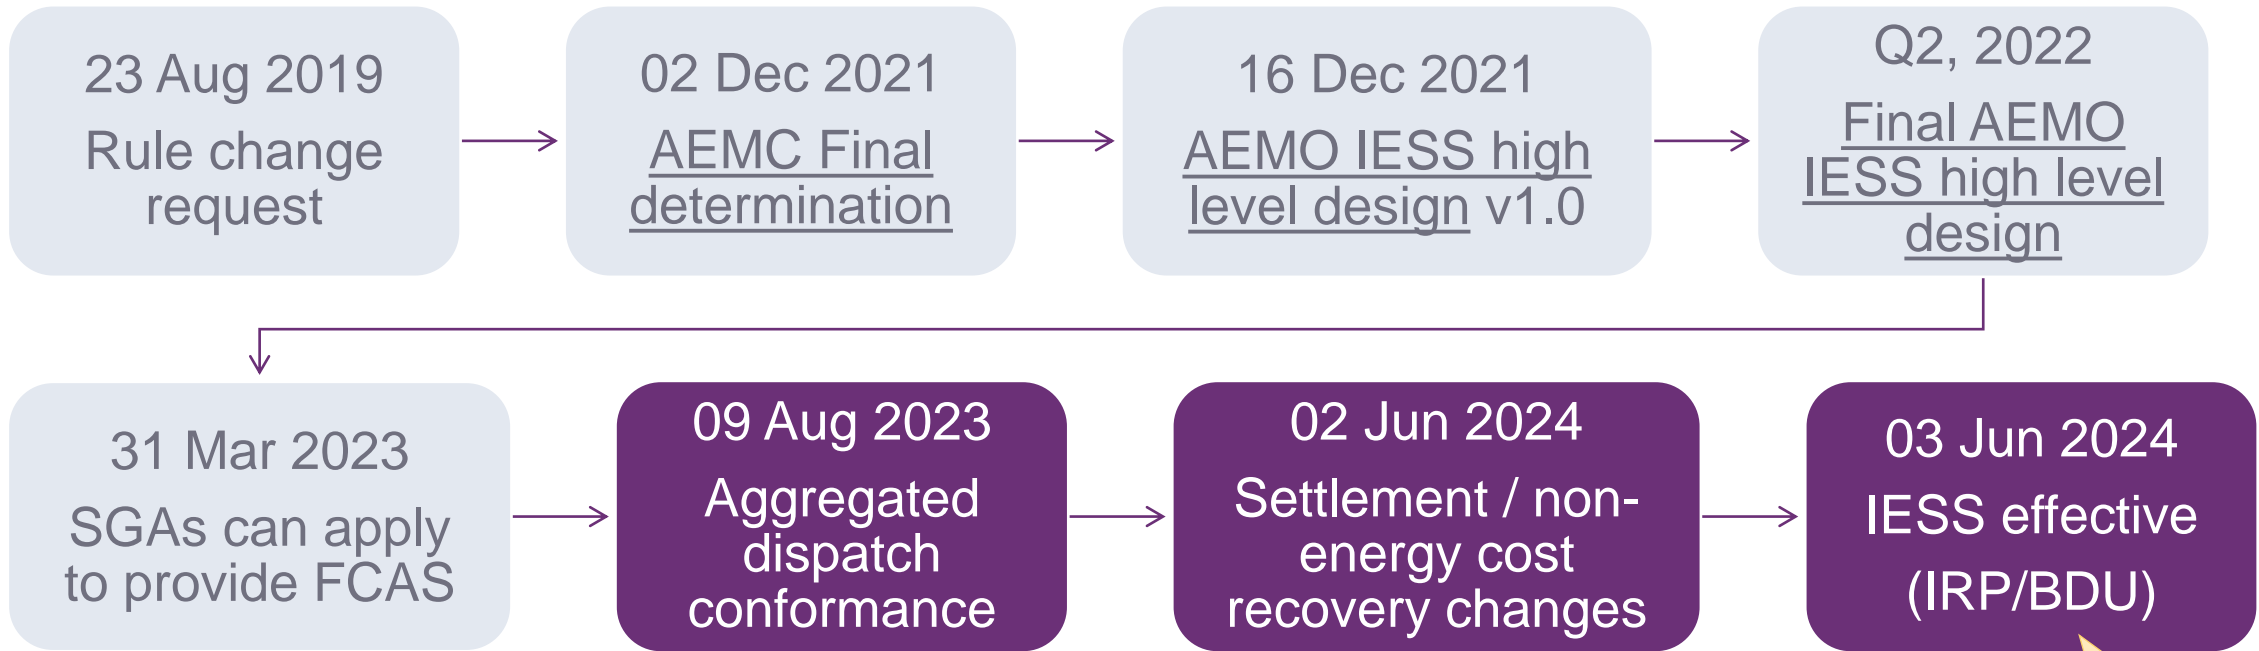 23 Aug 2019
Rule change
request
02 Dec 2021
AEMC Final
determination
16 Dec 2021
AEMO IESS high
level design v1.0
Q2, 2022
Final AEMO
IESS high level
design
31 Mar 2023
SGAs can apply
to provide FCAS
09 Aug 2023
Aggregated
dispatch
conformance
02 Jun 2024
Settlement / non-
energy cost
recovery changes
03 Jun 2024
IESS effective
(IRP/BDU)